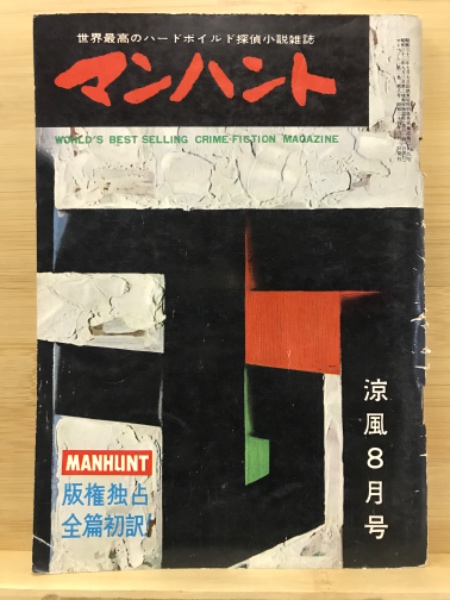 世界最高のハードボイルド探偵小説雑誌
マンハント
WORLD'S BEST SELLING CRIME-FICTION MAGAZINE
涼風8月号
MANHUNT
版権独占
全篇初訳!